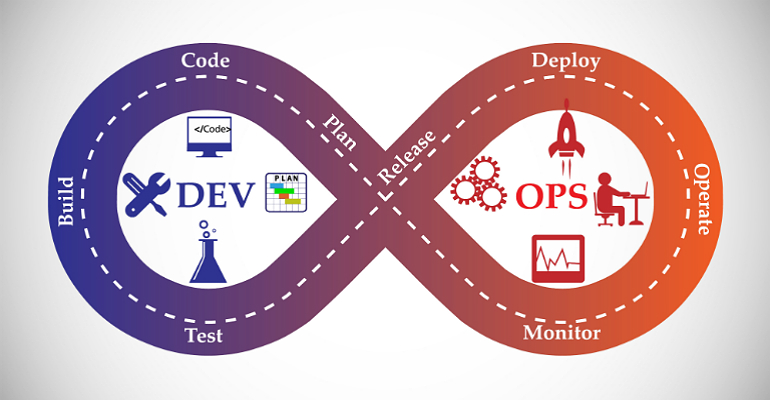 Code
Plan
Build
Test
</Code>
DEV
PLAN
Release
Deploy
Operate
Monitor
OPS